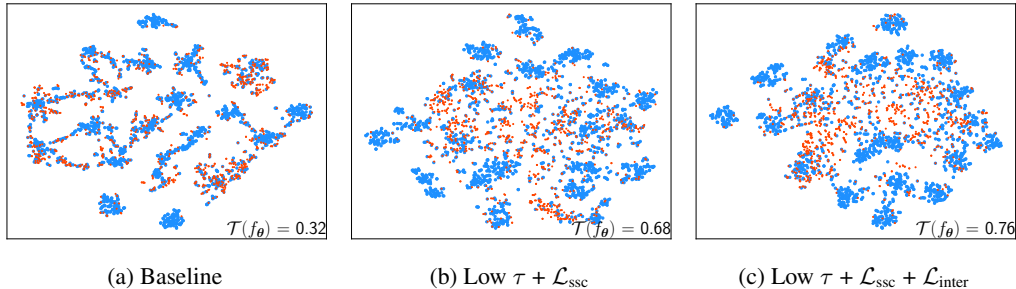 𝒯(f_θ) = 0.32
𝒯(f_θ) = 0.68
𝒯(f_θ) = 0.76
(a) Baseline
(b) Low τ + ℒ_ssc
(c) Low τ + ℒ_ssc + ℒ_inter